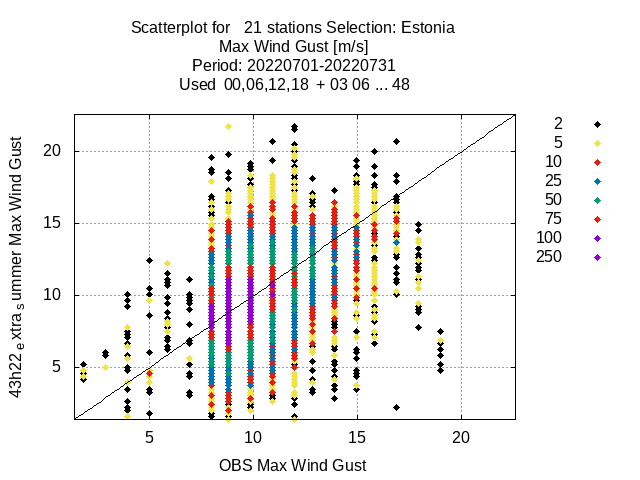 Scatterplot for 21 stations Selection: Estonia
Max Wind Gust [m/s]
Period: 20220701-20220731
Used 00,06,12,18 + 03 06 ... 48
43h22_e_xtra_s_ummer Max Wind Gust
20
15
10
5
5 10 15 20
OBS Max Wind Gust
2
5
10
25
50
75
100
250